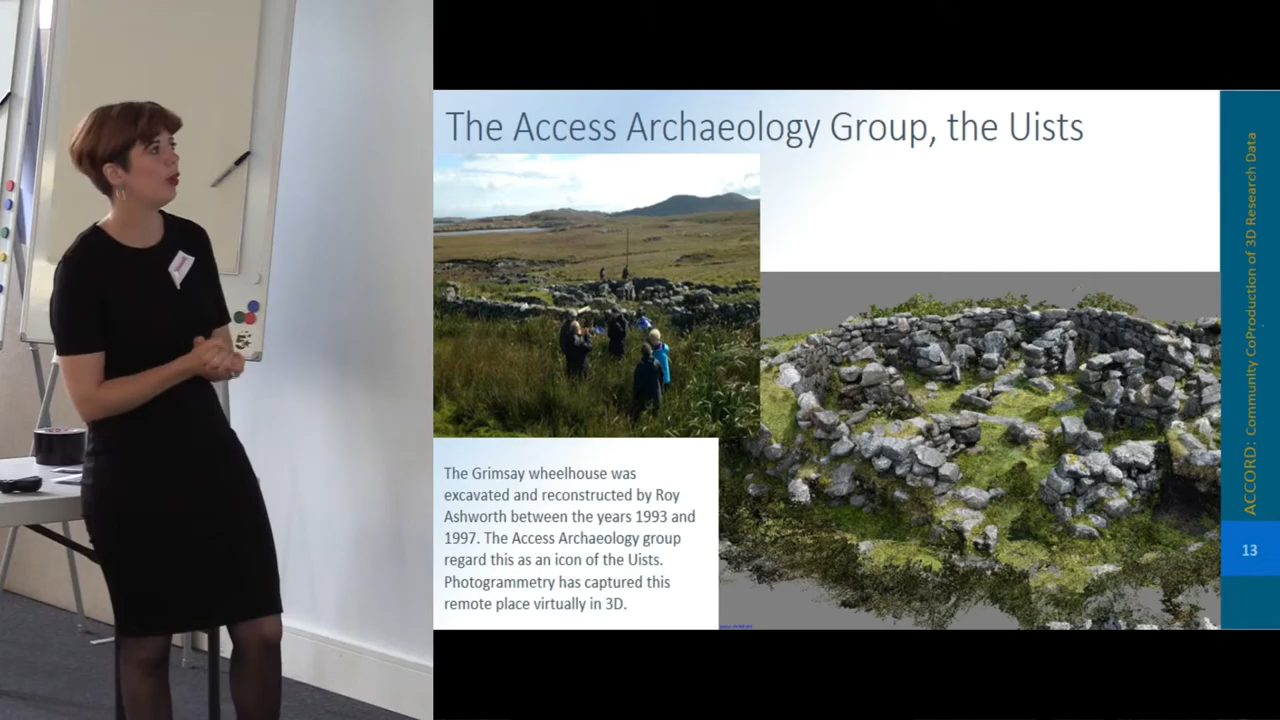 The Access Archaeology Group, the Uists
The Grimsay wheelhouse was
excavated and reconstructed by Roy
Ashworth between the years 1993 and
1997. The Access Archaeology group
regard this as an icon of the Uists.
Photogrammetry has captured this
remote place virtually in 3D.
ACCORD: Community CoProduction of 3D Research Data
13